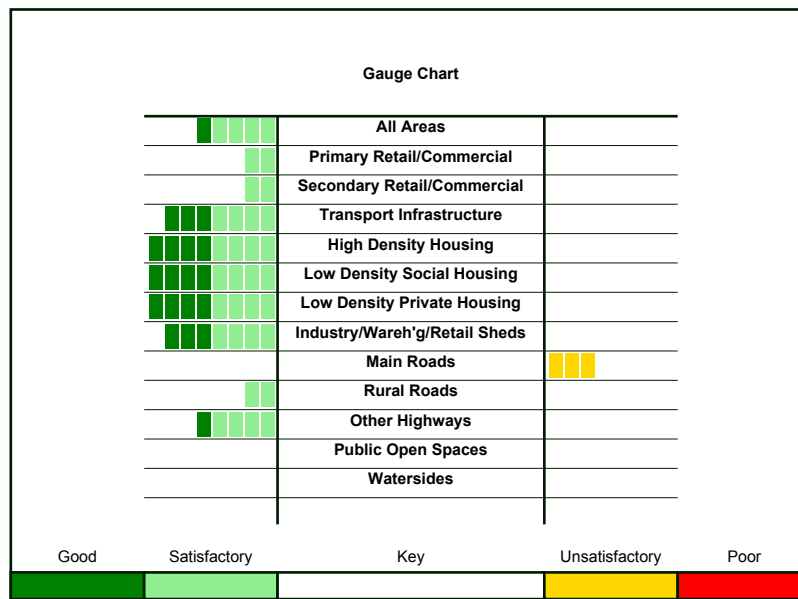 Gauge Chart
All Areas
Primary Retail/Commercial
Secondary Retail/Commercial
Transport Infrastructure
High Density Housing
Low Density Social Housing
Low Density Private Housing
Industry/Wareh'g/Retail Sheds
Main Roads
Rural Roads
Other Highways
Public Open Spaces
Watersides
Good Satisfactory Key Unsatisfactory Poor